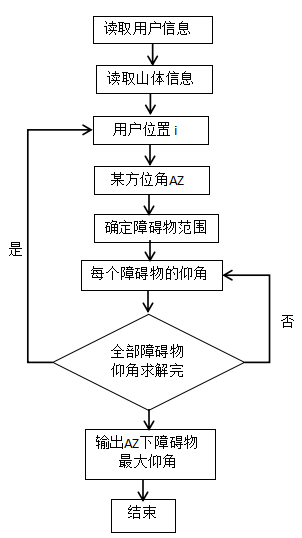 读取用户信息
读取山体信息
用户位置 i
某方位角AZ
确定障碍物范围
每个障碍物的仰角
是
否
全部障碍物
仰角求解完
输出AZ下障碍物
最大仰角
结束